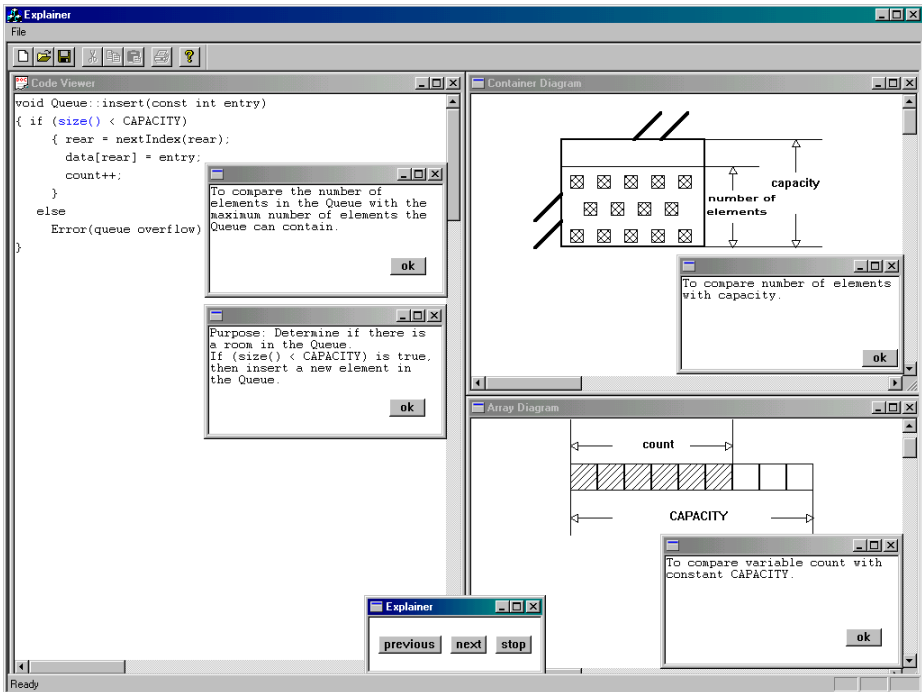 Explainer
File
Code Viewer
void Queue::insert(const int entry)
{ if (size() < CAPACITY)
{ rear = nextIndex(rear);
data[rear] = entry;
count++;
}
else
Error(queue overflow)
}
To compare the number of
elements in the Queue with the
maximum number of elements the
Queue can contain.
ok
Purpose: Determine if there is
a room in the Queue.
If (size() < CAPACITY) is true,
then insert a new element in
the Queue.
ok
Container Diagram
capacity
number of
elements
To compare number of elements
with capacity.
ok
Array Diagram
count
CAPACITY
To compare variable count with
constant CAPACITY.
ok
Explainer
previous next stop
Ready